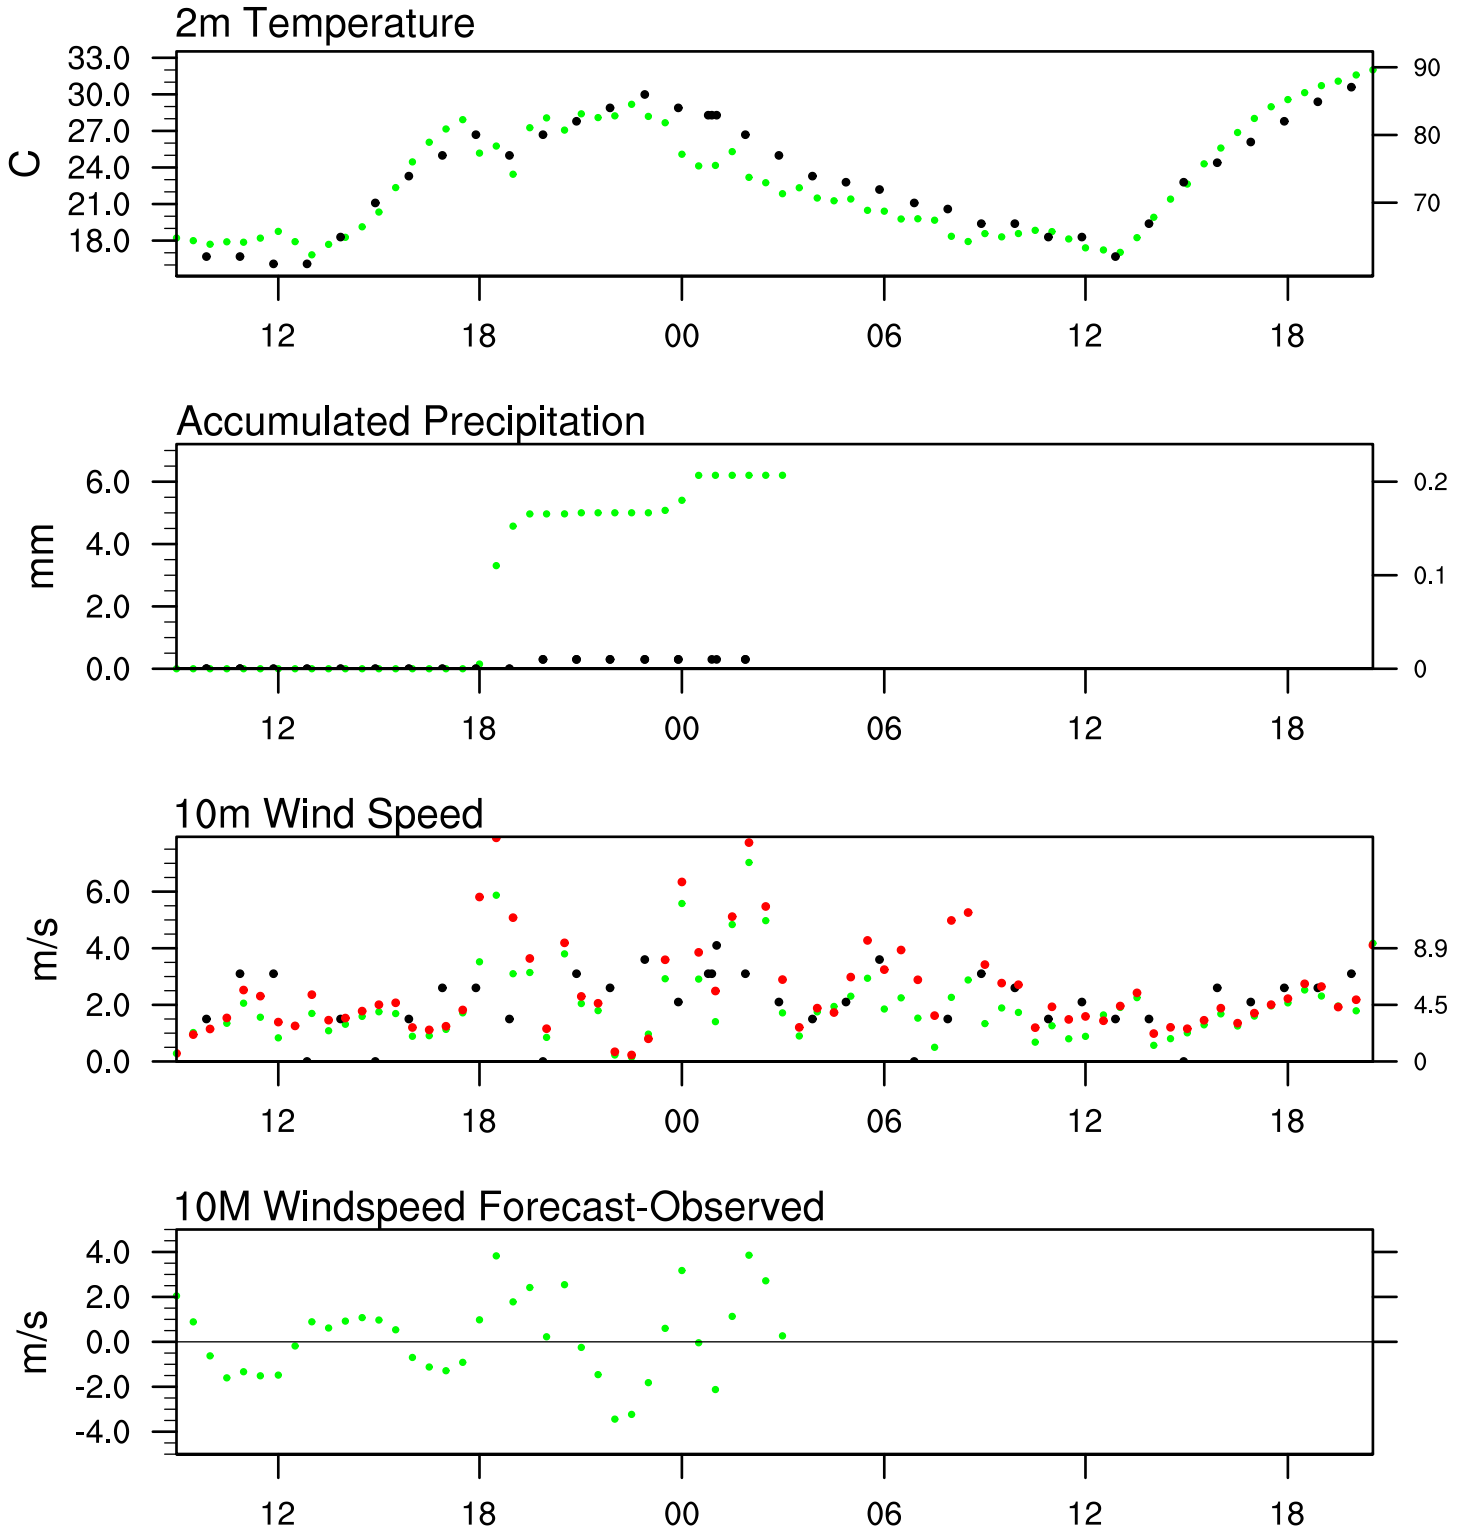 2m Temperature
33.0
30.0
27.0
24.0
21.0
18.0
C
90
80
70
12 18 00 06 12 18
Accumulated Precipitation
6.0
4.0
2.0
0.0
mm
0.2
0.1
0
12 18 00 06 12 18
10m Wind Speed
6.0
4.0
2.0
0.0
m/s
8.9
4.5
0
12 18 00 06 12 18
10M Windspeed Forecast-Observed
4.0
2.0
0.0
-2.0
-4.0
m/s
12 18 00 06 12 18